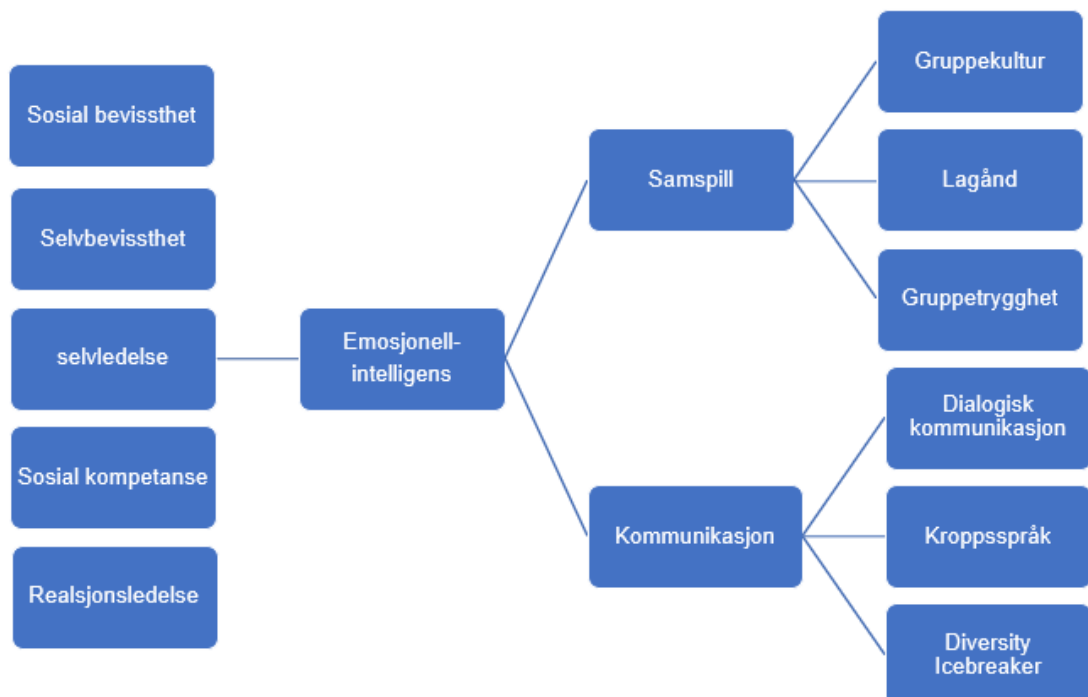 Sosial bevissthet
Selvbevissthet
selvledelse
Sosial kompetanse
Realsjonsledelse
Emosjonell-
intelligens
Samspill
Kommunikasjon
Gruppekultur
Lagånd
Gruppetrygghet
Dialogisk
kommunikasjon
Kroppsspråk
Diversity
Icebreaker